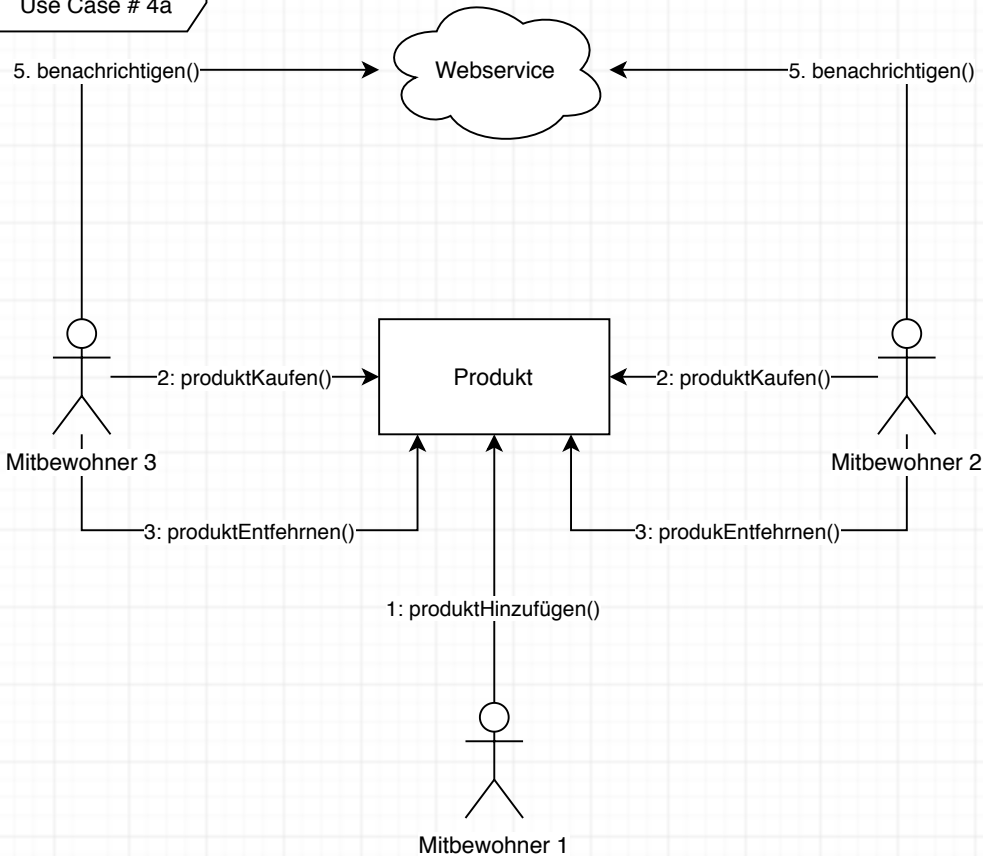 Use Case # 4a
5. benachrichtigen()
Webservice
5. benachrichtigen()
2: produktKaufen()
Produkt
2: produktKaufen()
Mitbewohner 3
Mitbewohner 2
3: produktEntfehrnen()
3: produkEntfehrnen()
1: produktHinzufügen()
Mitbewohner 1